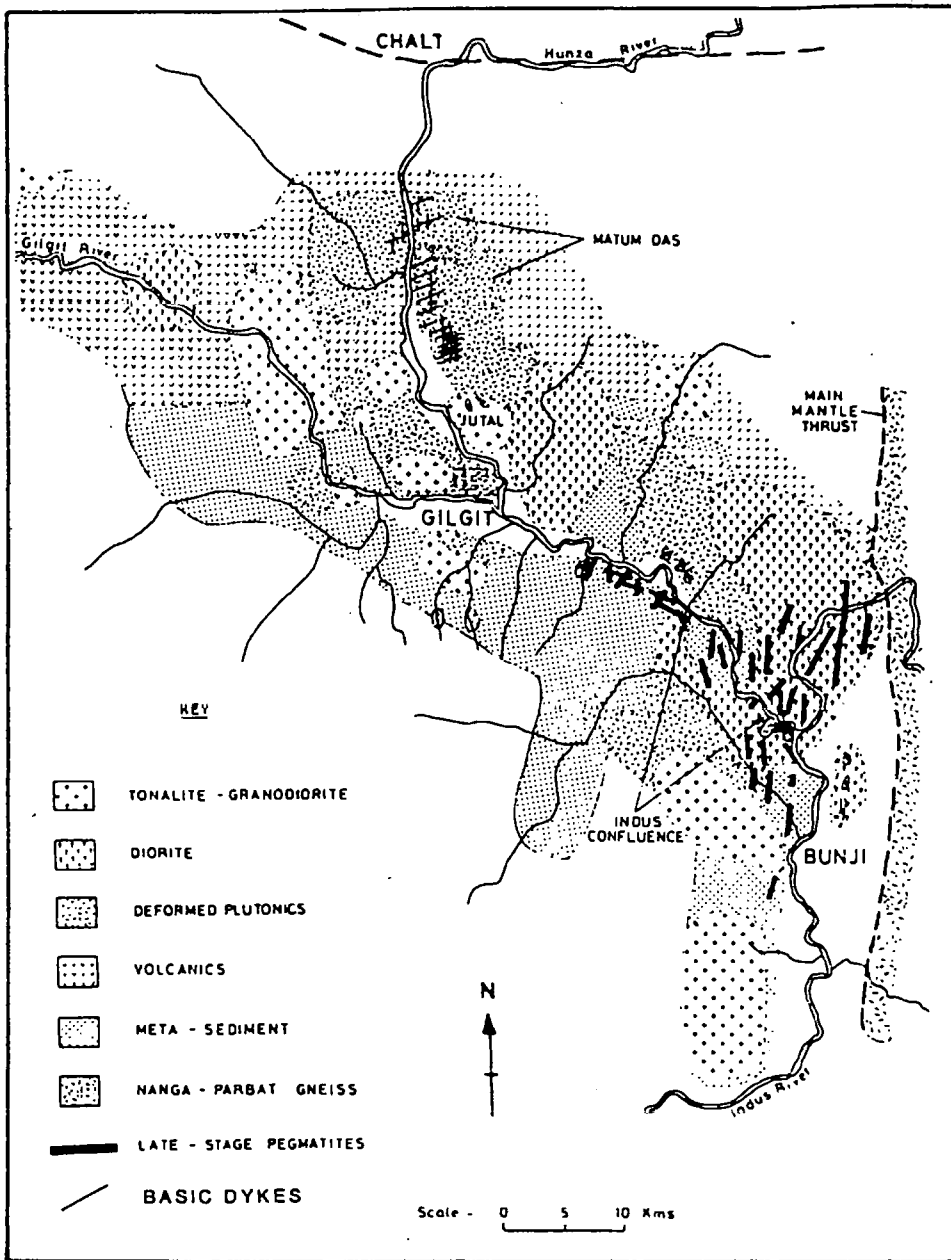 CHALT
Hunza River
MATUM DAS
Gilgit River
MAIN
MANTLE
THRUST
JUTAL
GILGIT
KEY
INDUS
CONFLUENCE
BUNJI
TONALITE - GRANODIORITE
DIORITE
DEFORMED PLUTONICS
VOLCANICS
META - SEDIMENT
NANGA - PARBAT GNEISS
LATE - STAGE PEGMATITES
BASIC DYKES
N
Indus River
Scale - 0 5 10 Kms